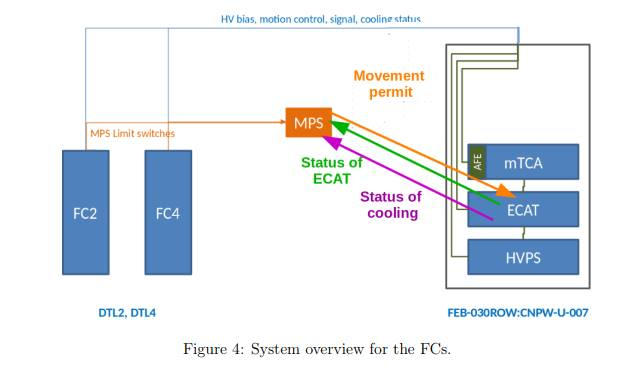 HV bias, motion control, signal, cooling status
Movement
permit
MPS
MPS Limit switches
Status of
ECAT
Status of
cooling
AFE
mTCA
FC2
FC4
ECAT
HVPS
DTL2, DTL4
FEB-030ROW:CNPW-U-007
Figure 4: System overview for the FCs.